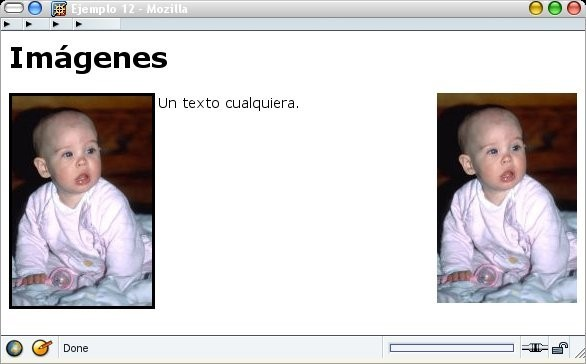 Ejemplo 12 - Mozilla
Imágenes
Un texto cualquiera.
Done